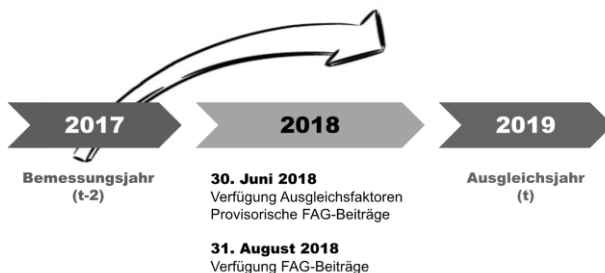 2017
2018
2019
Bemessungsjahr
(t-2)
30. Juni 2018
Verfügung Ausgleichsfaktoren
Provisorische FAG-Beiträge
31. August 2018
Verfügung FAG-Beiträge
Ausgleichsjahr
(t)